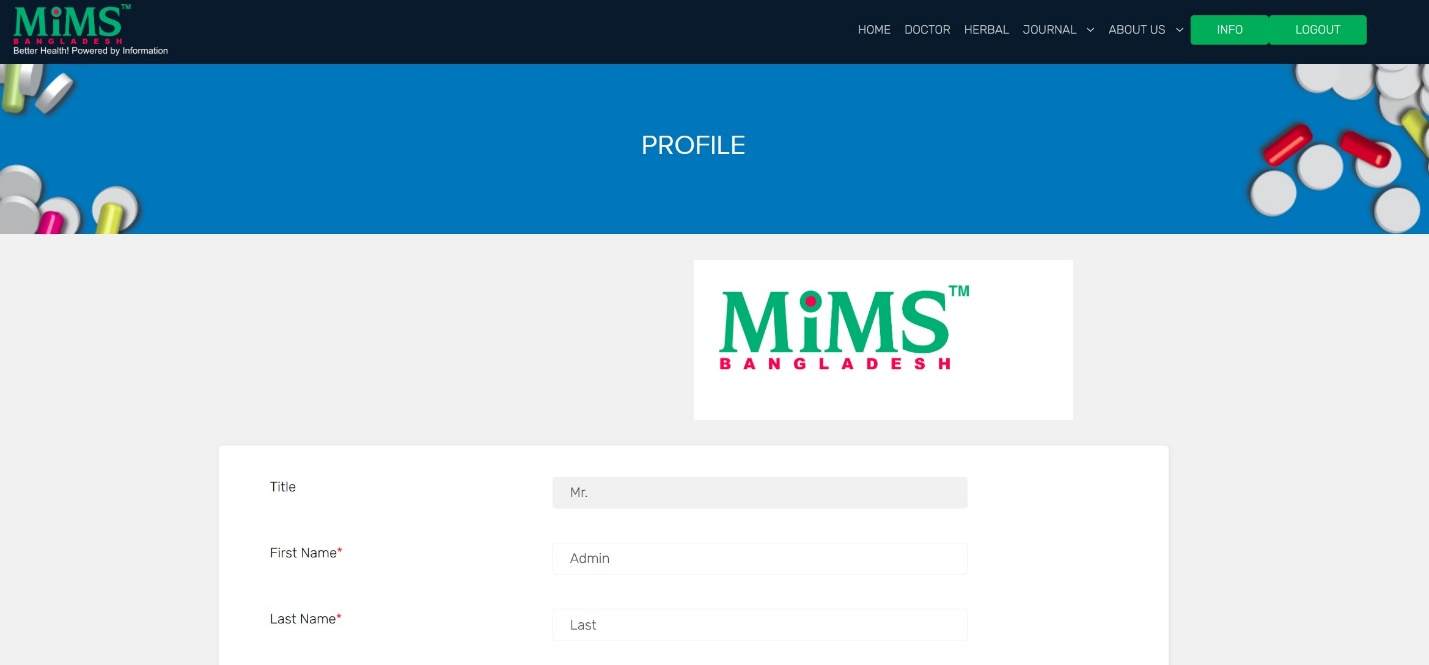 MiMS™
BANGLADESH
Better Health! Powered by Information
HOME DOCTOR HERBAL JOURNAL ABOUT US INFO LOGOUT
PROFILE
MiMS™
BANGLADESH
Title Mr.
First Name* Admin
Last Name* Last